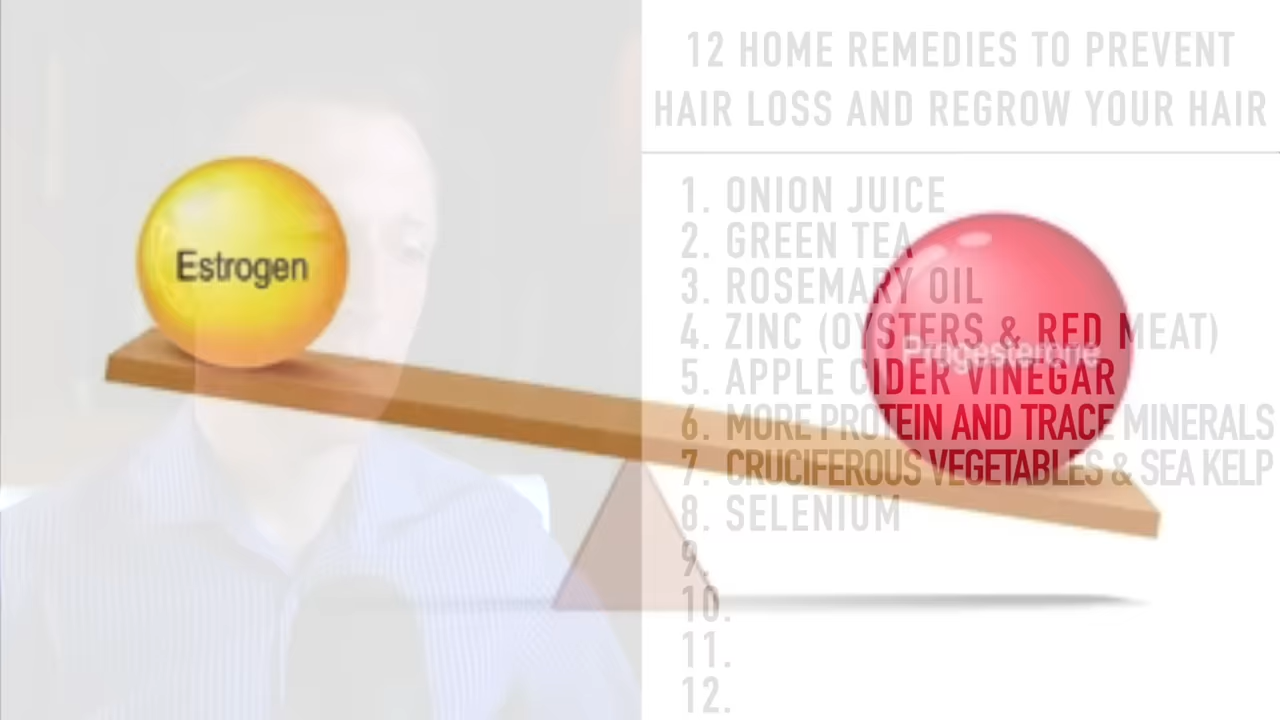 12 HOME REMEDIES TO PREVENT
HAIR LOSS AND REGROW YOUR HAIR
Estrogen
1. ONION JUICE
2. GREEN TEA
3. ROSEMARY OIL
4. ZINC (OYSTERS & RED MEAT)
Progesterone
5. APPLE CIDER VINEGAR
6. MORE PROTEIN AND TRACE MINERALS
7. CRUCIFEROUS VEGETABLES & SEA KELP
8. SELENIUM
9.
10.
11.
12.